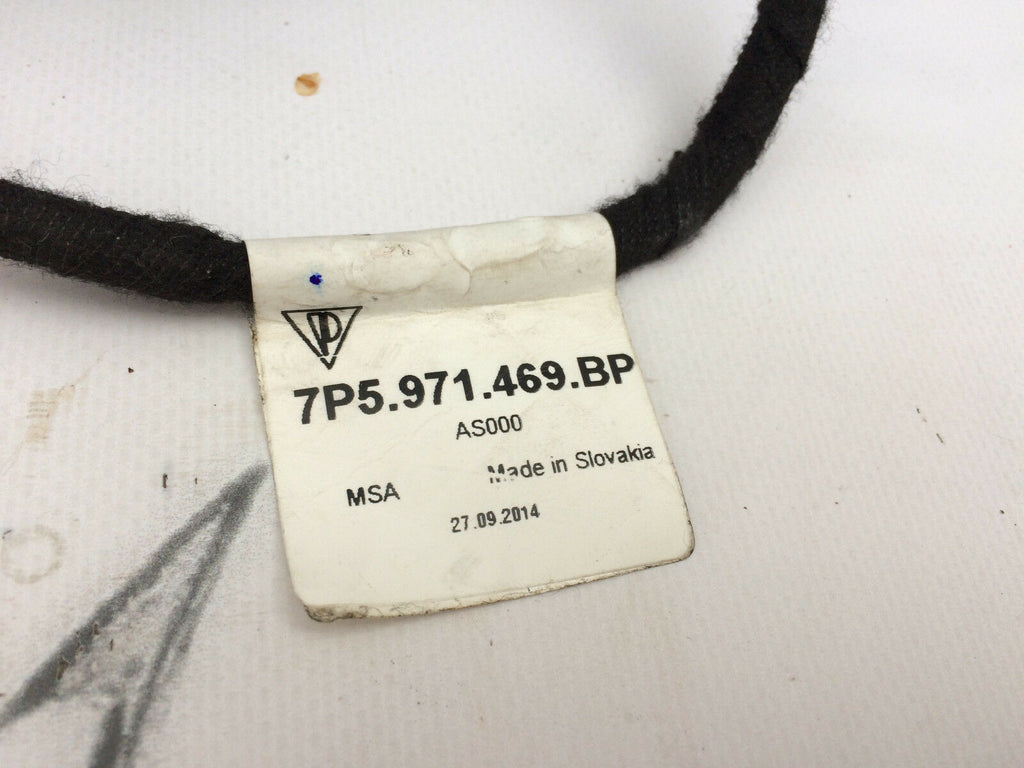 7P5.971.469.BP
AS000
Made in Slovakia
MSA
27.09.2014